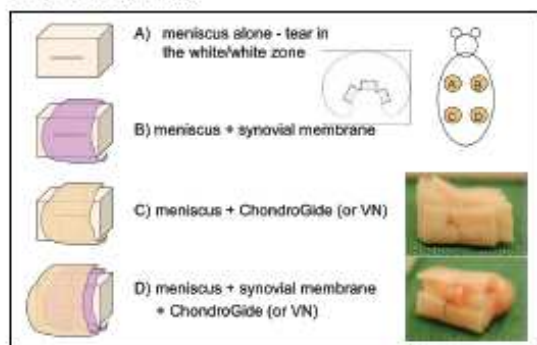 A) meniscus alone - tear in
the white/white zone
B) meniscus + synovial membrane
C) meniscus + ChondroGide (or VN)
D) meniscus + synovial membrane
+ ChondroGide (or VN)
A B
C D